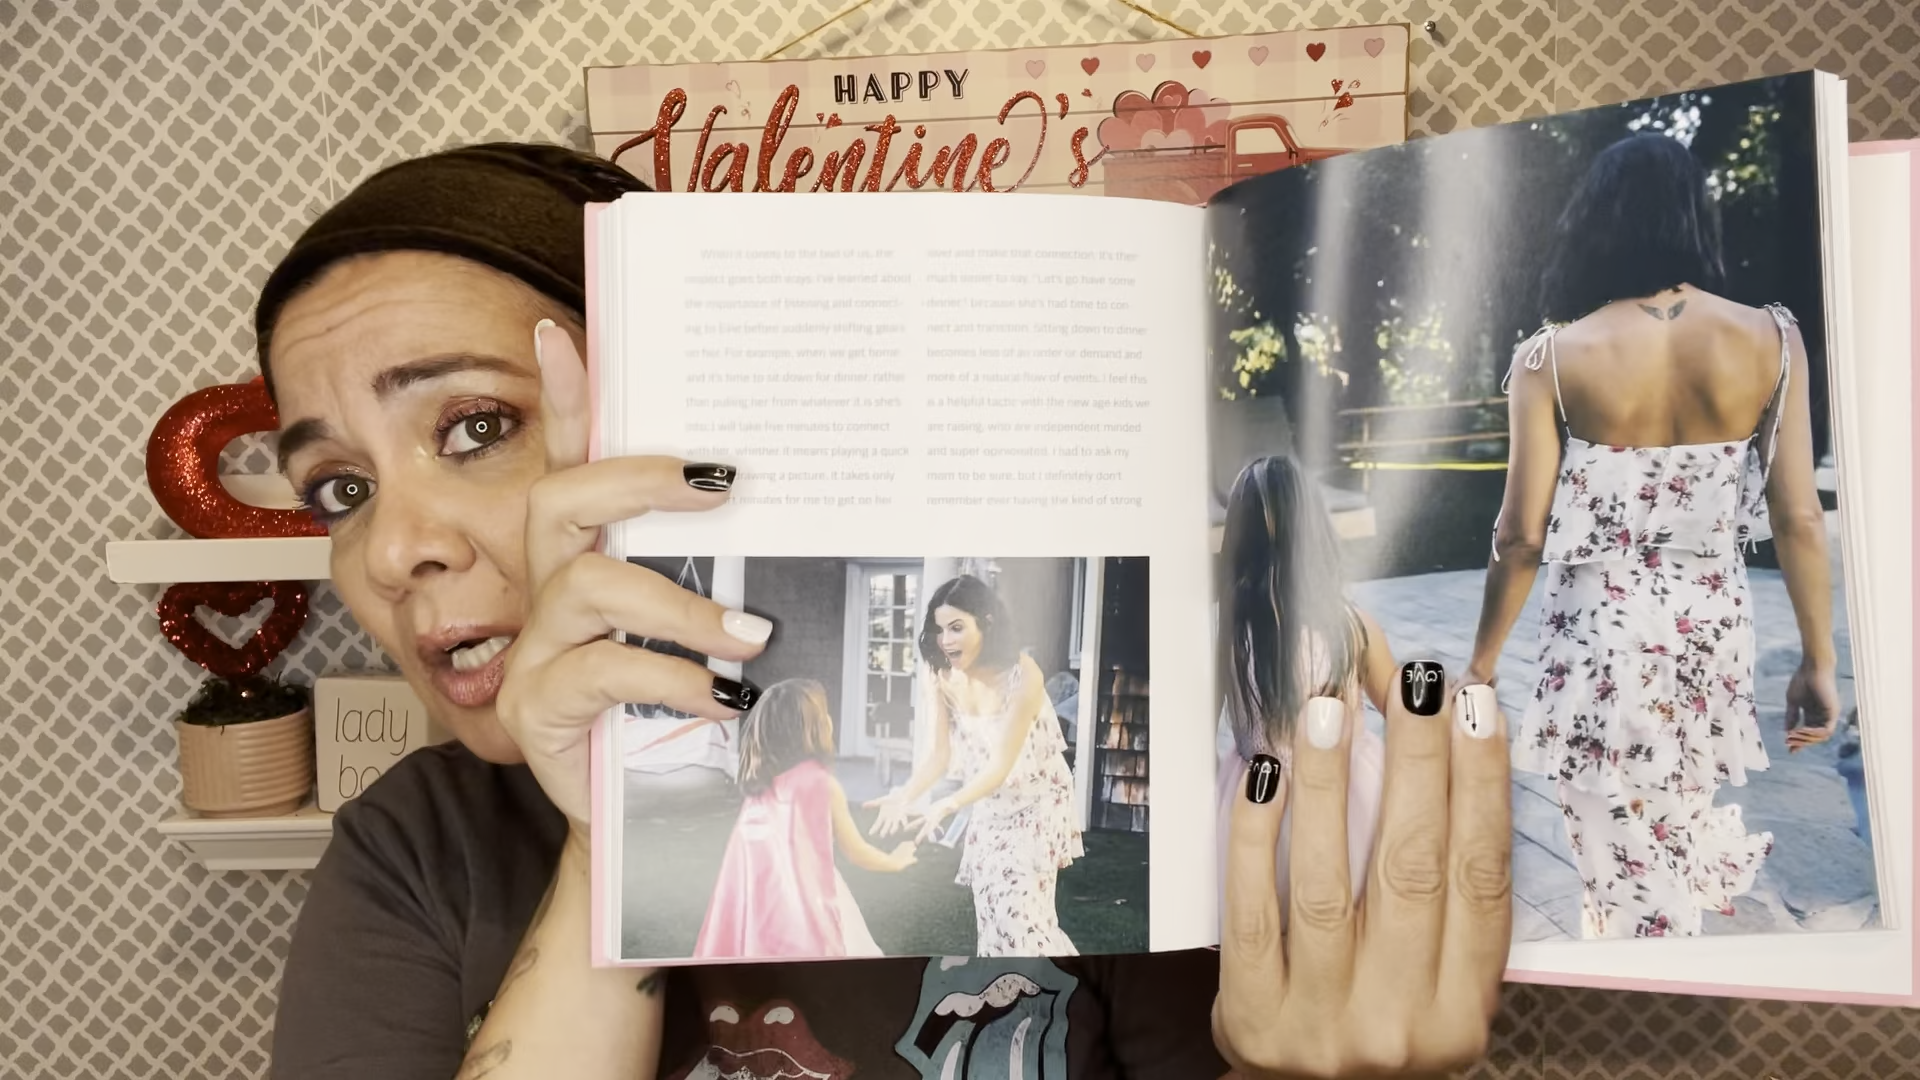 HAPPY
Valentine's
When it comes to the two of us, the
respect goes both ways. I've learned about
the importance of listening and connect-
ing to Evie before suddenly shifting gears
on her. For example, when we get home
and it's time to sit down for dinner, rather
than pulling her from whatever it is she's
into, I will take five minutes to connect
with her, whether it means playing a quick
drawing a picture. It takes only
minutes for me to get on her
level and make that connection. It's then
much easier to say, "Let's go have some
dinner," because she's had time to con-
nect and transition. Sitting down to dinner
becomes less of an order or demand and
more of a natural flow of events. I feel this
is a helpful tactic with the new age kids we
are raising, who are independent minded
and super opinionated. I had to ask my
mom to be sure, but I definitely don't
remember ever having the kind of strong
lady
bo
LOVE
LOVE